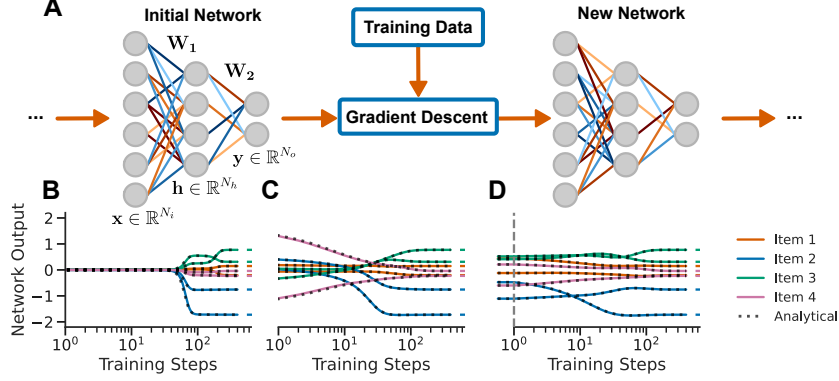 A
Initial Network
Training Data
New Network
W₁
W₂
...
Gradient Descent
...
y ∈ ℝ^{N_o}
h ∈ ℝ^{N_h}
x ∈ ℝ^{N_i}
B
C
D
Network Output
2
1
0
−1
−2
10⁰ 10¹ 10²
Training Steps
10⁰ 10¹ 10²
Training Steps
10⁰ 10¹ 10²
Training Steps
Item 1
Item 2
Item 3
Item 4
Analytical